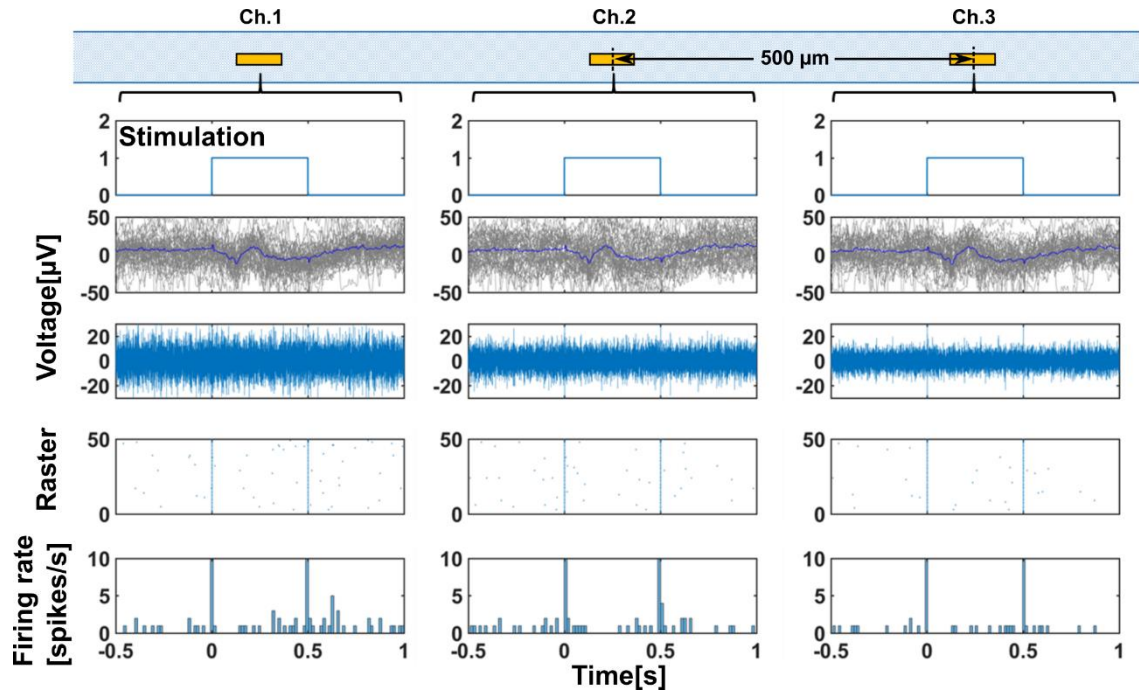 Ch.1 Ch.2 Ch.3
500 µm
Stimulation
2 2 2
1 1 1
0 0 0
Voltage[µV]
50 50 50
0 0 0
-50 -50 -50
20 20 20
0 0 0
-20 -20 -20
Raster
50 50 50
0 0 0
Firing rate
[spikes/s]
10 10 10
5 5 5
0 0 0
-0.5 0 0.5 1 -0.5 0 0.5 1 -0.5 0 0.5 1
Time[s]